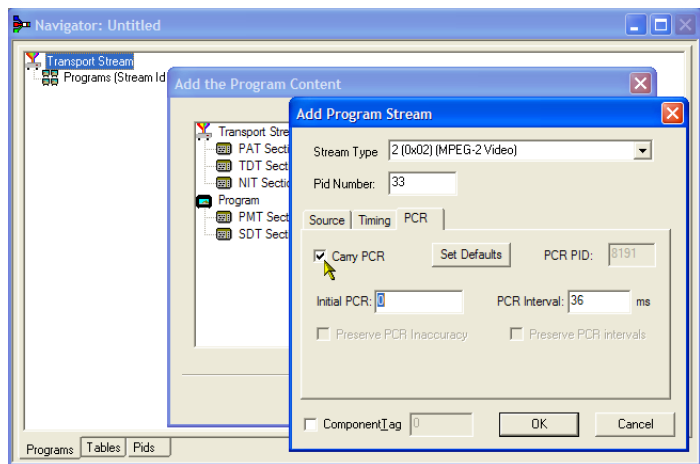 Navigator: Untitled
Transport Stream
Programs (Stream Id
Add the Program Content
Transport Stre
PAT Secti
TDT Secti
NIT Sectio
Program
PMT Sect
SDT Sect
Add Program Stream
Stream Type 2 (0x02) (MPEG-2 Video)
Pid Number: 33
Source Timing PCR
Carry PCR Set Defaults PCR PID: 8191
Initial PCR: 0 PCR Interval: 36 ms
Preserve PCR Inaccuracy Preserve PCR intervals
ComponentTag 0 OK Cancel
Programs Tables Pids